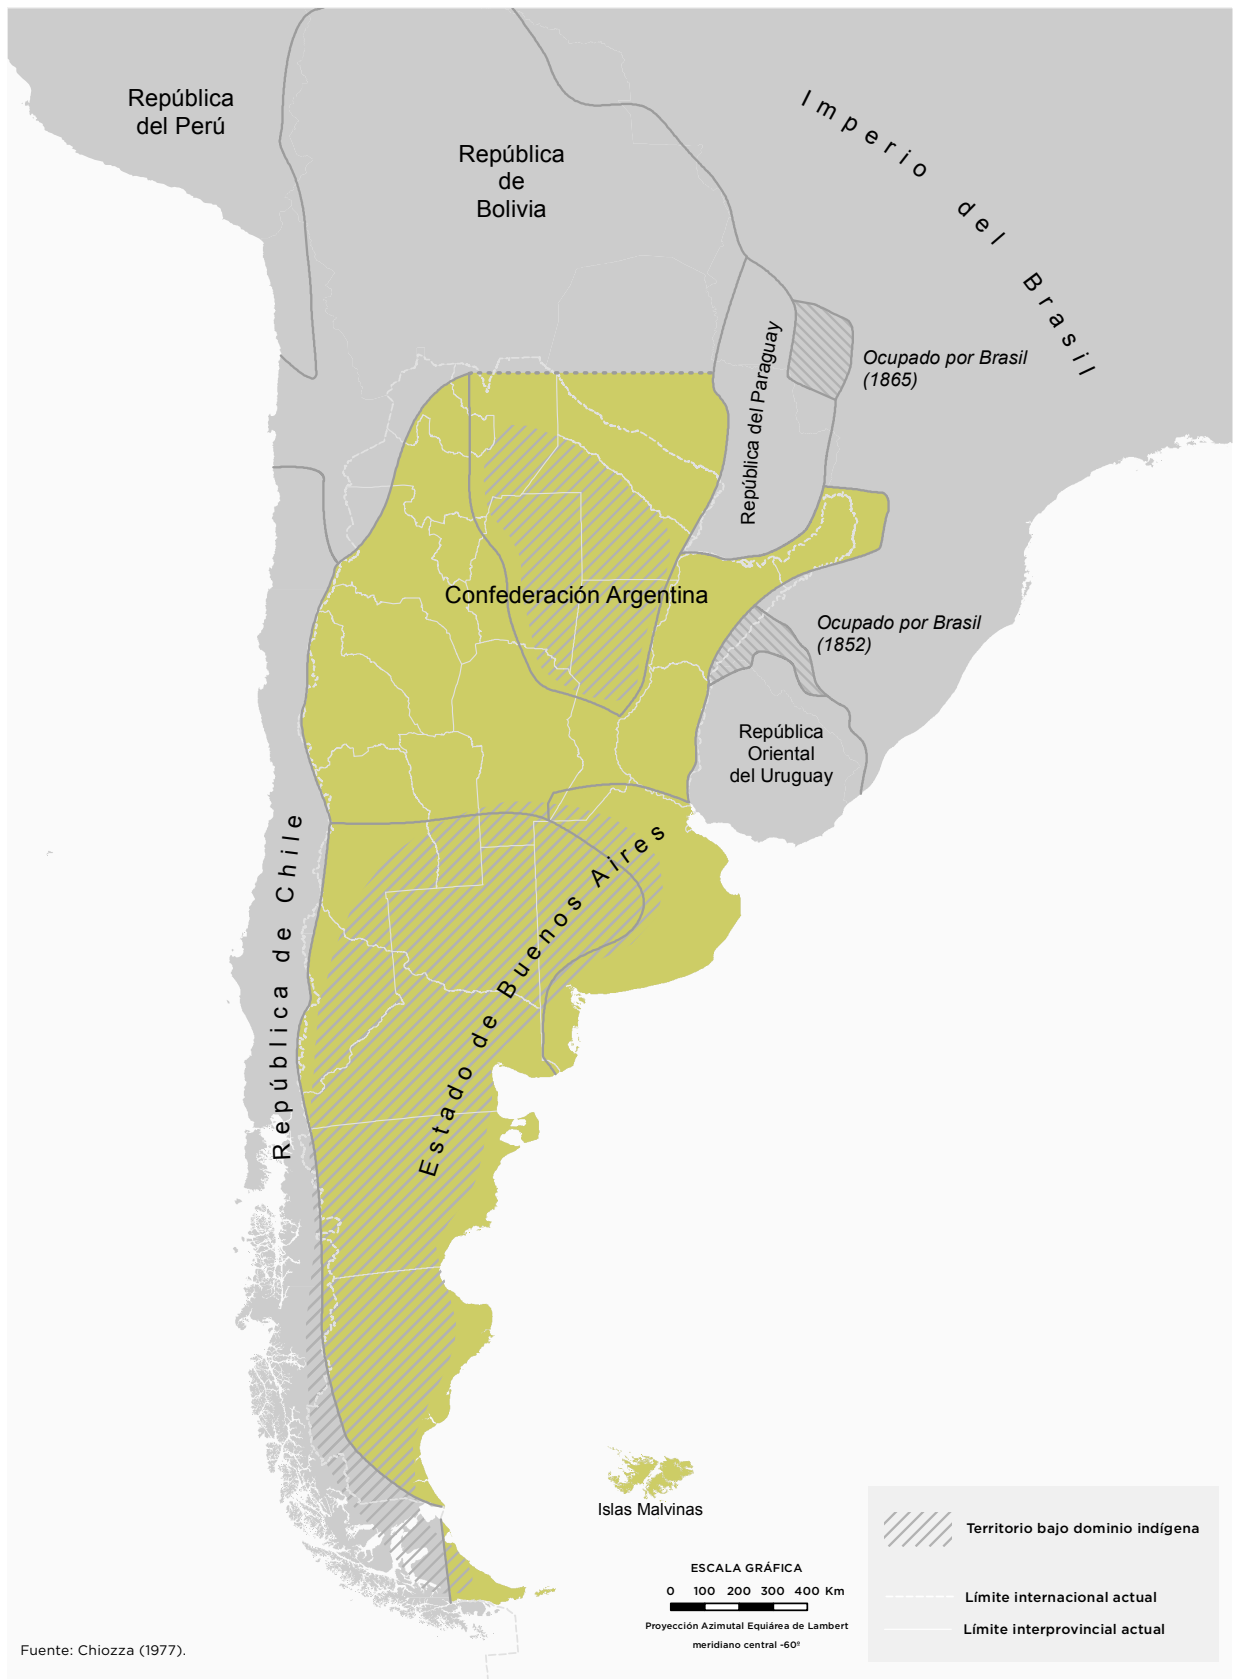 República
del Perú
República
de
Bolivia
Imperio del Brasil
República del Paraguay
Ocupado por Brasil
(1865)
Confederación Argentina
Ocupado por Brasil
(1852)
República
Oriental
del Uruguay
República de Chile
Estado de Buenos Aires
Islas Malvinas
Territorio bajo dominio indígena
Límite internacional actual
Límite interprovincial actual
ESCALA GRÁFICA
0 100 200 300 400 Km
Proyección Azimutal Equiárea de Lambert
meridiano central -60º
Fuente: Chiozza (1977).